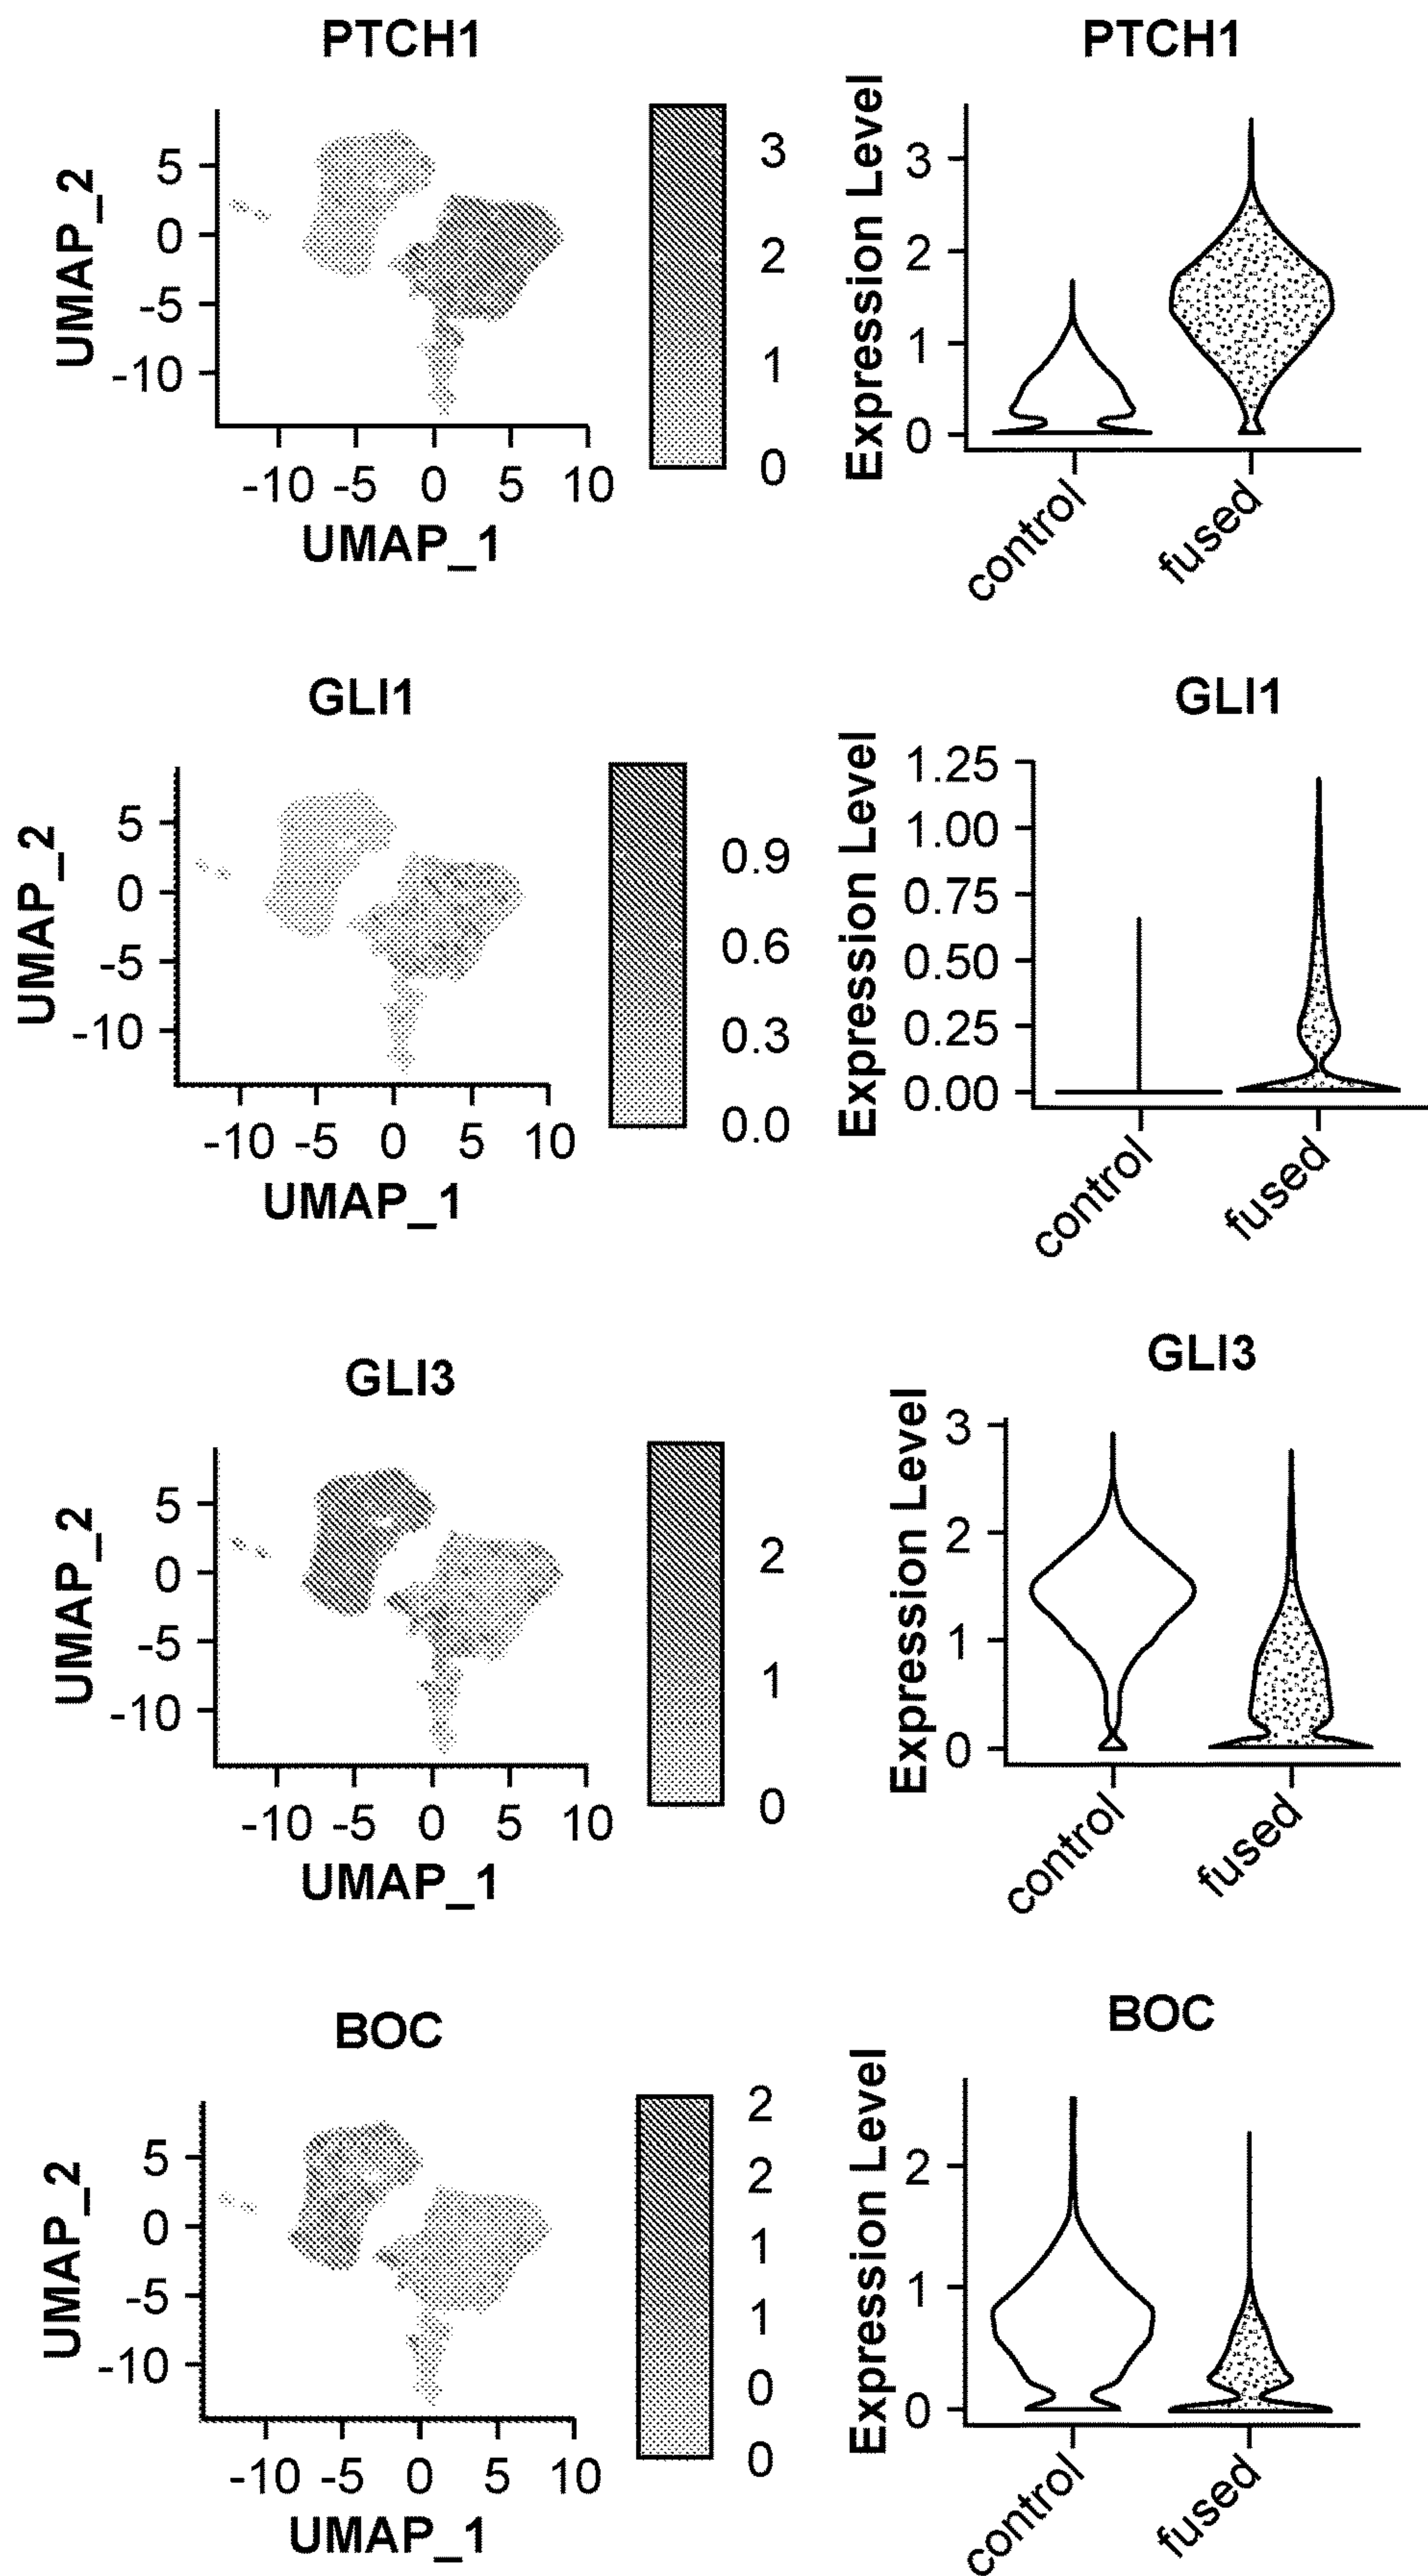 PTCH1
UMAP_2
5
0
-5
-10
-10 -5 0 5 10
UMAP_1
3
2
1
0
PTCH1
Expression Level
3
2
1
0
control
fused
GLI1
UMAP_2
5
0
-5
-10
-10 -5 0 5 10
UMAP_1
0.9
0.6
0.3
0.0
GLI1
Expression Level
1.25
1.00
0.75
0.50
0.25
0.00
control
fused
GLI3
UMAP_2
5
0
-5
-10
-10 -5 0 5 10
UMAP_1
2
1
0
GLI3
Expression Level
3
2
1
0
control
fused
BOC
UMAP_2
5
0
-5
-10
-10 -5 0 5 10
UMAP_1
2
2
1
1
0
0
BOC
Expression Level
2
1
0
control
fused